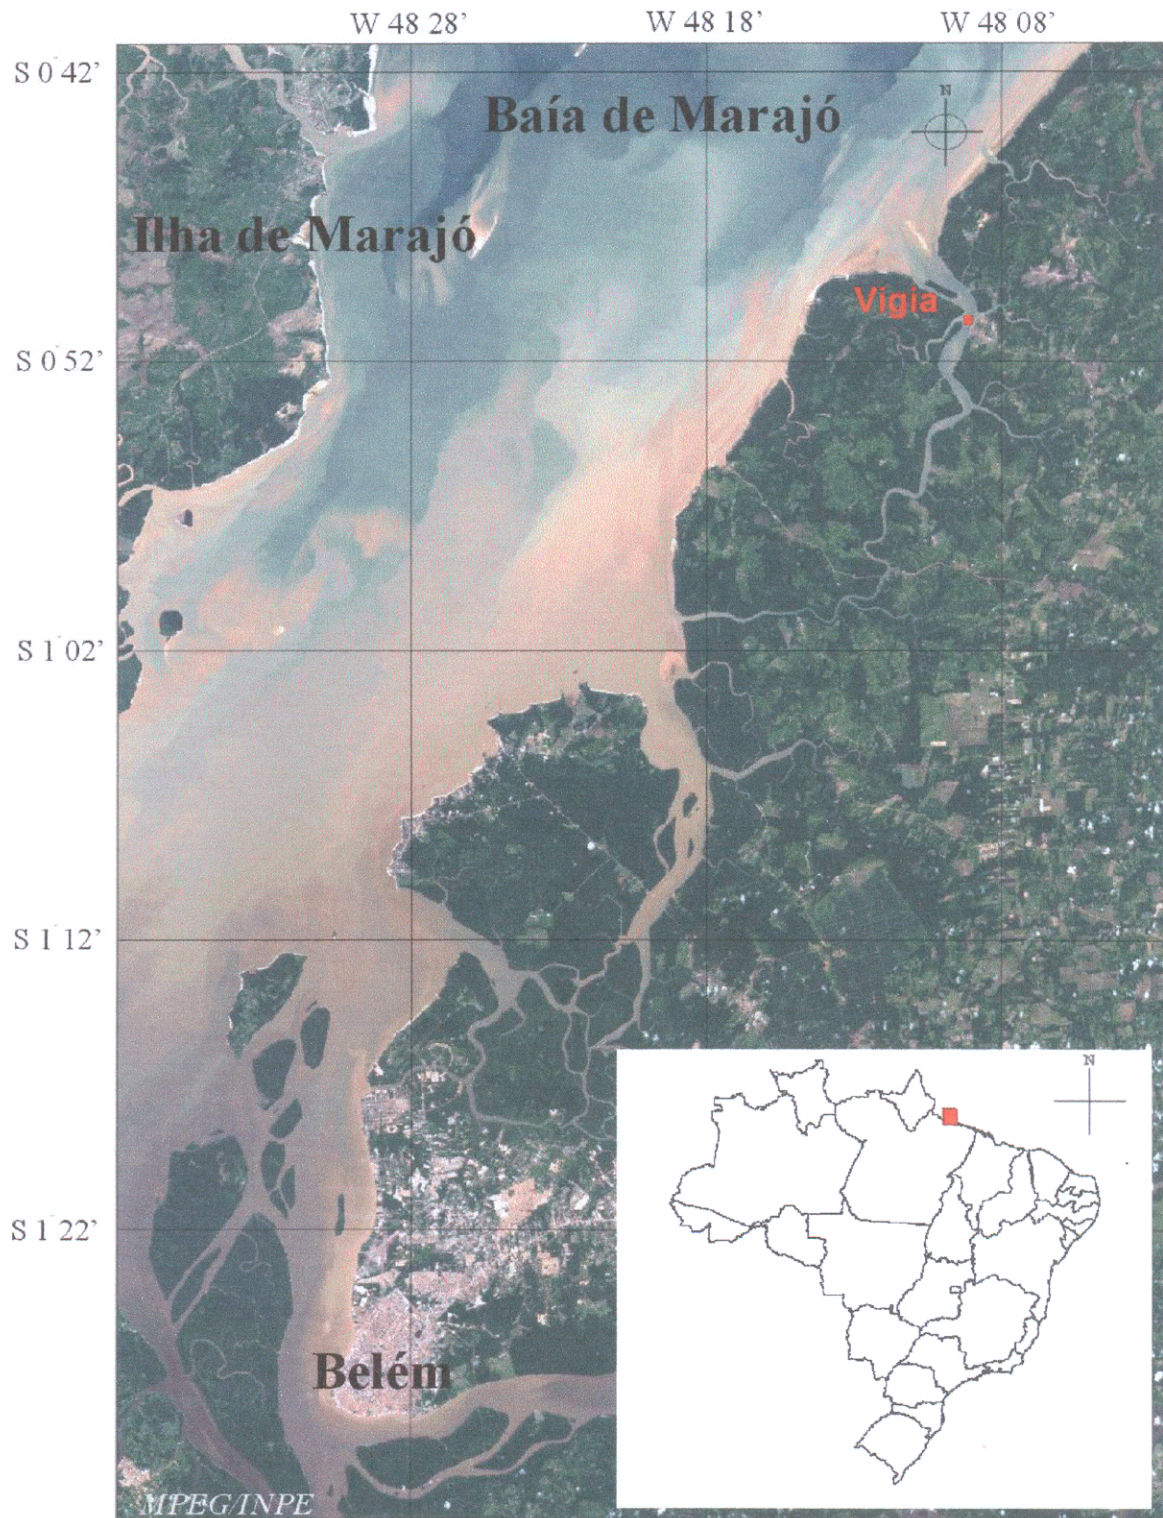 W 48 28’ W 48 18’ W 48 08’
S 0 42’
Baía de Marajó
N
Ilha de Marajó
Vigia
S 0 52’
S 1 02’
S 1 12’
N
S 1 22’
Belém
MPEG/INPE